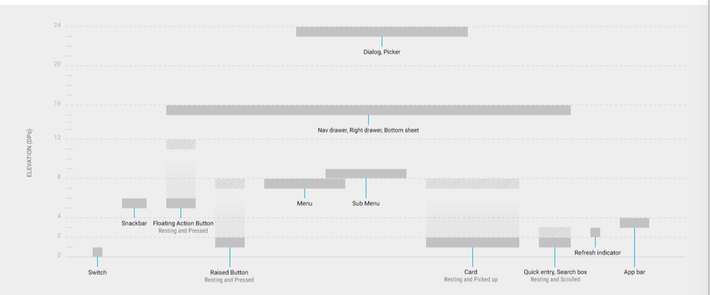 24
Dialog, Picker
20
16
Nav drawer, Right drawer, Bottom sheet
12
ELEVATION (DPs)
8
Menu
Sub Menu
4
Snackbar
Floating Action Button
Resting and Pressed
2
Refresh indicator
0
Switch
Raised Button
Resting and Pressed
Card
Resting and Picked up
Quick entry, Search box
Resting and Scrolled
App bar